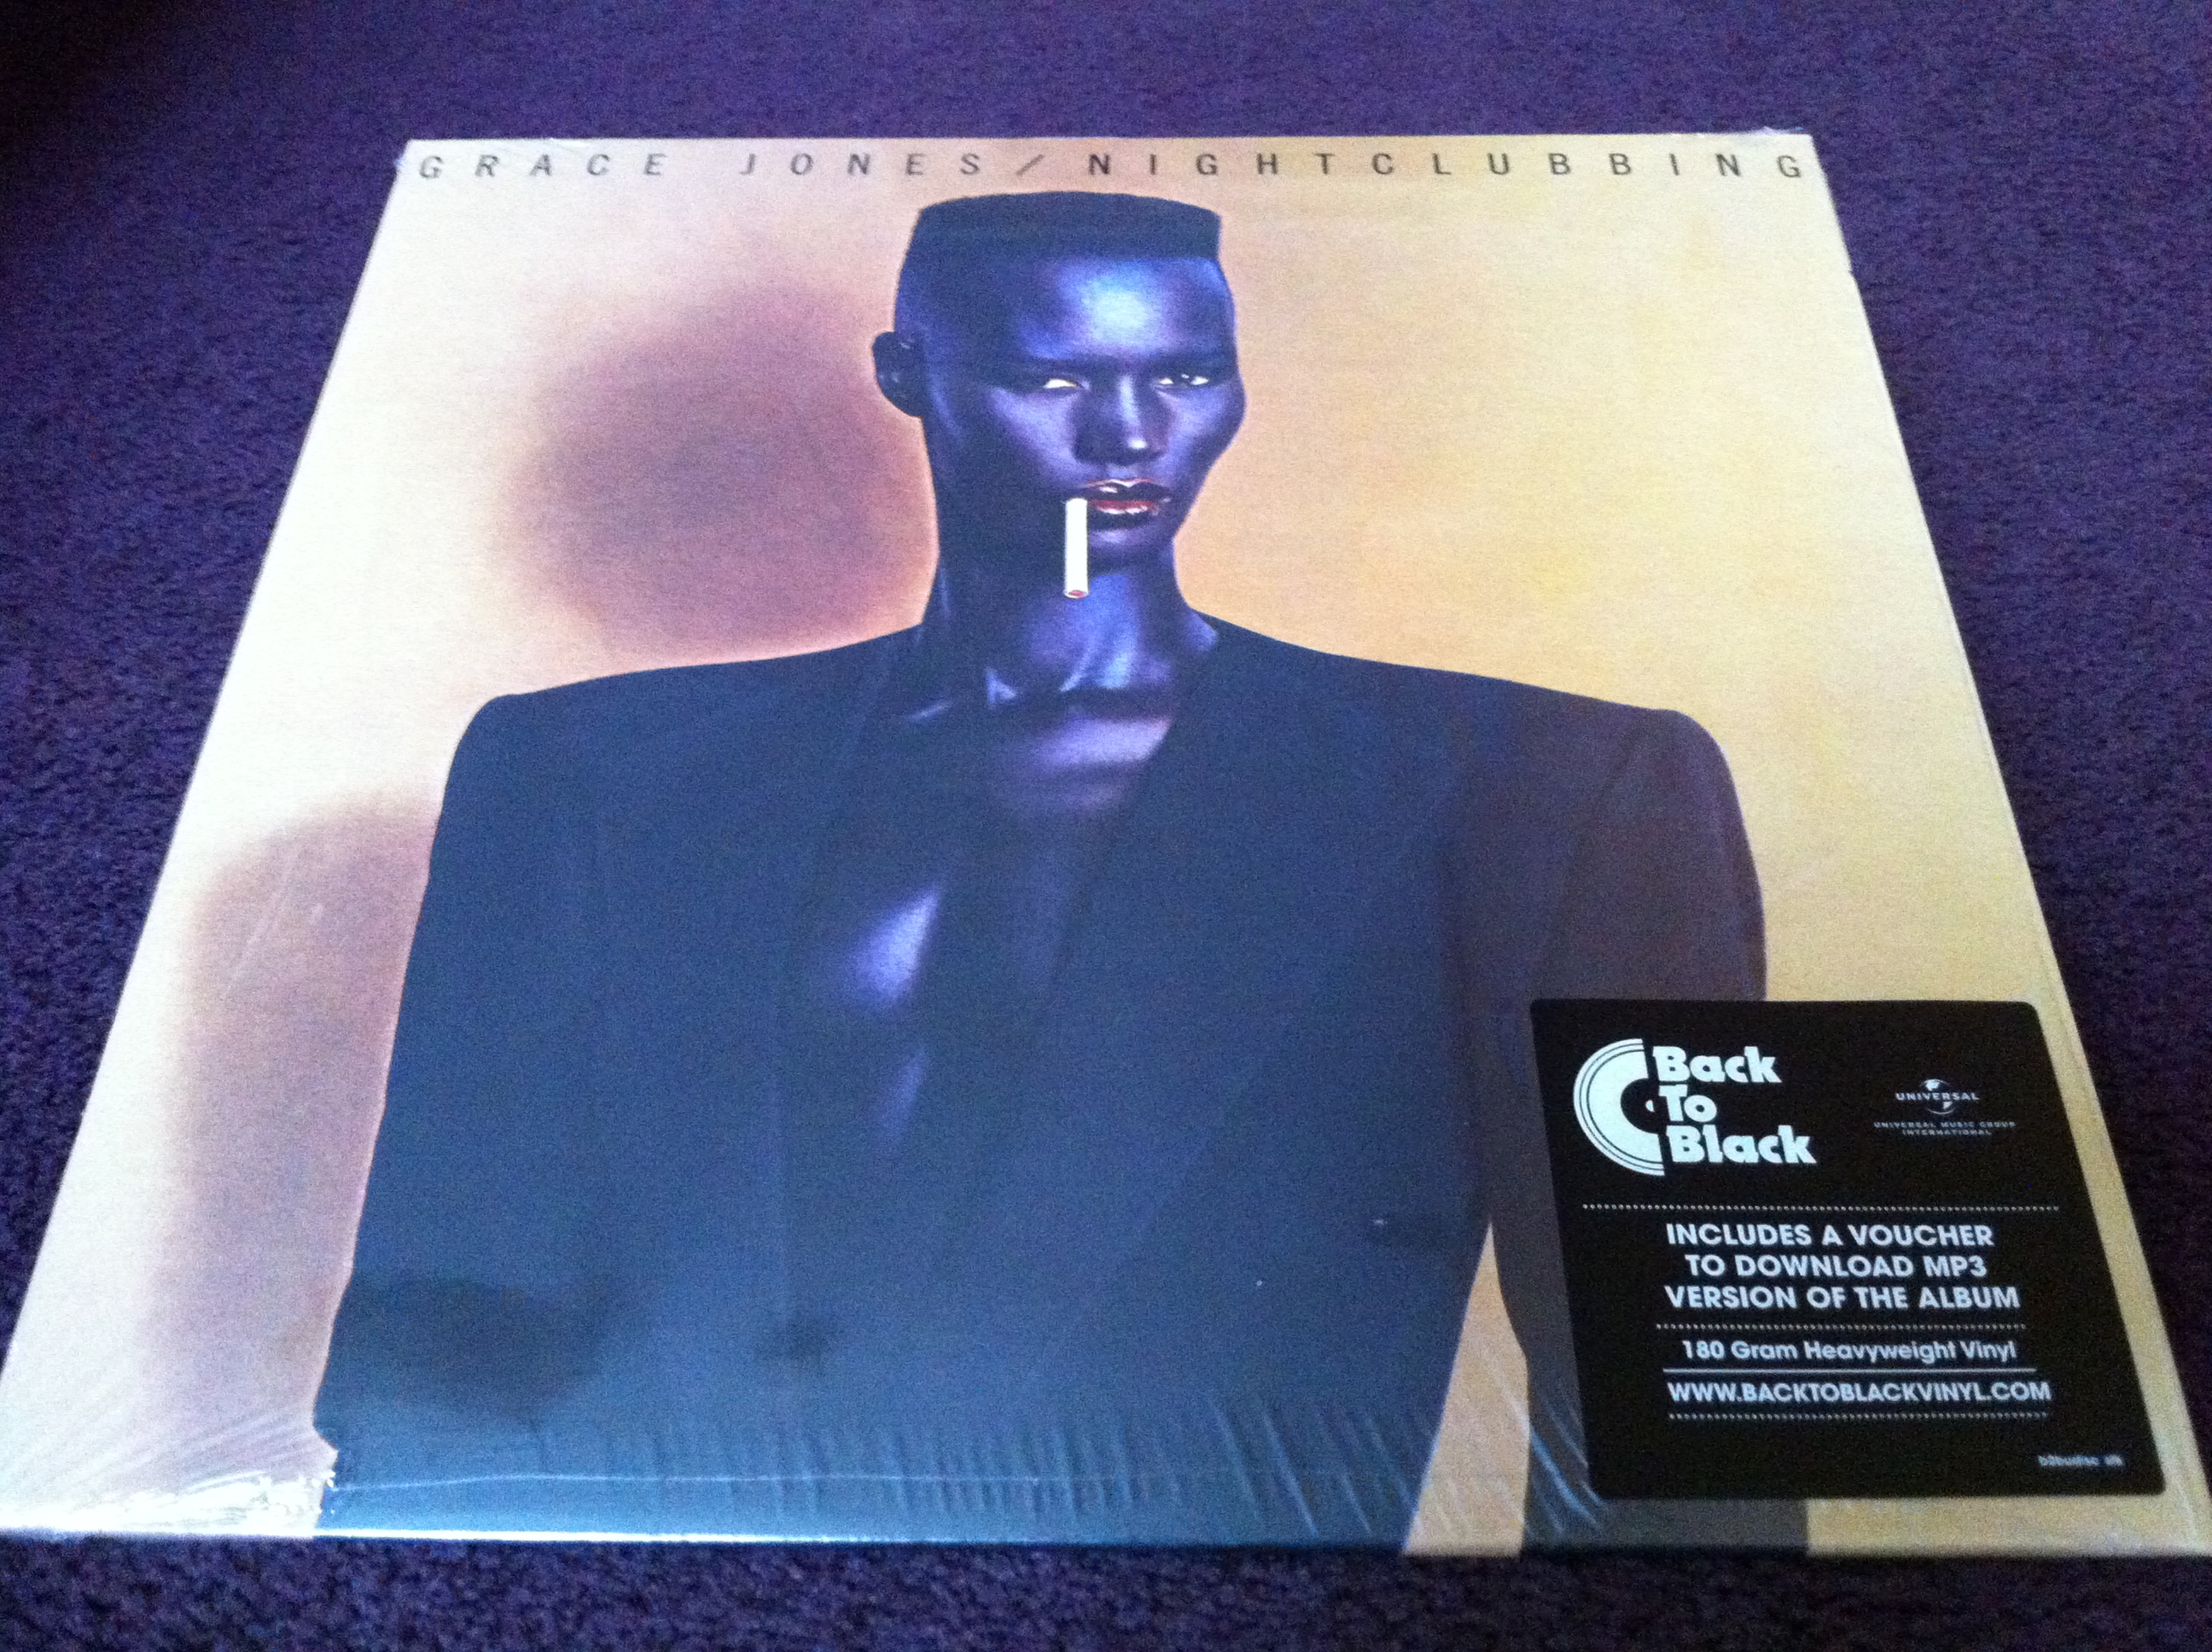 GRACE JONES/NIGHTCLUBBING
Back
To
Black
UNIVERSAL
UNIVERSAL MUSIC GROUP
INTERNATIONAL
INCLUDES A VOUCHER
TO DOWNLOAD MP3
VERSION OF THE ALBUM
180 Gram Heavyweight Vinyl
WWW.BACKTOBLACKVINYL.COM